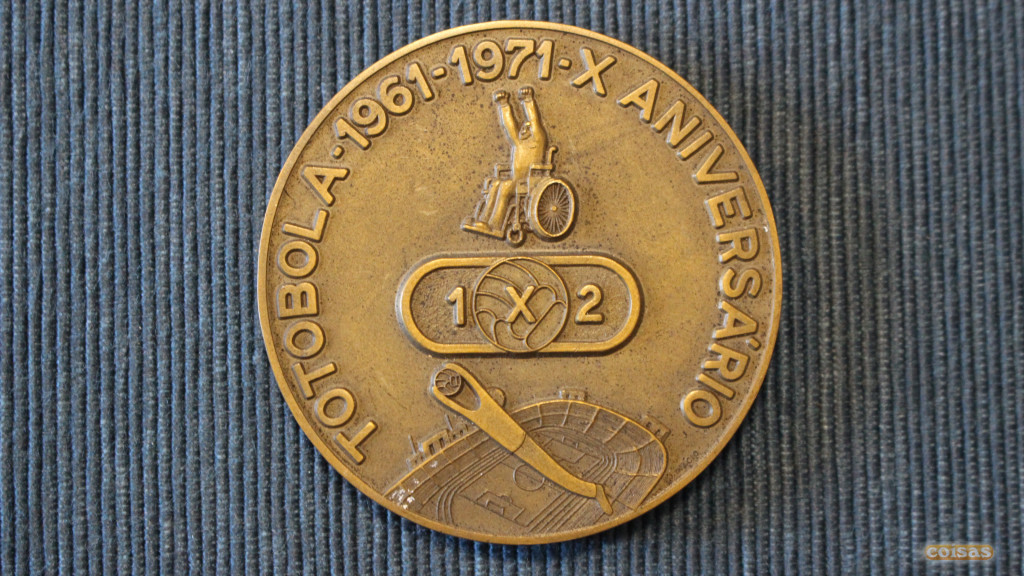 TOTOBOLA·1961-1971-X ANIVERSÁRIO
1 X 2
coisas